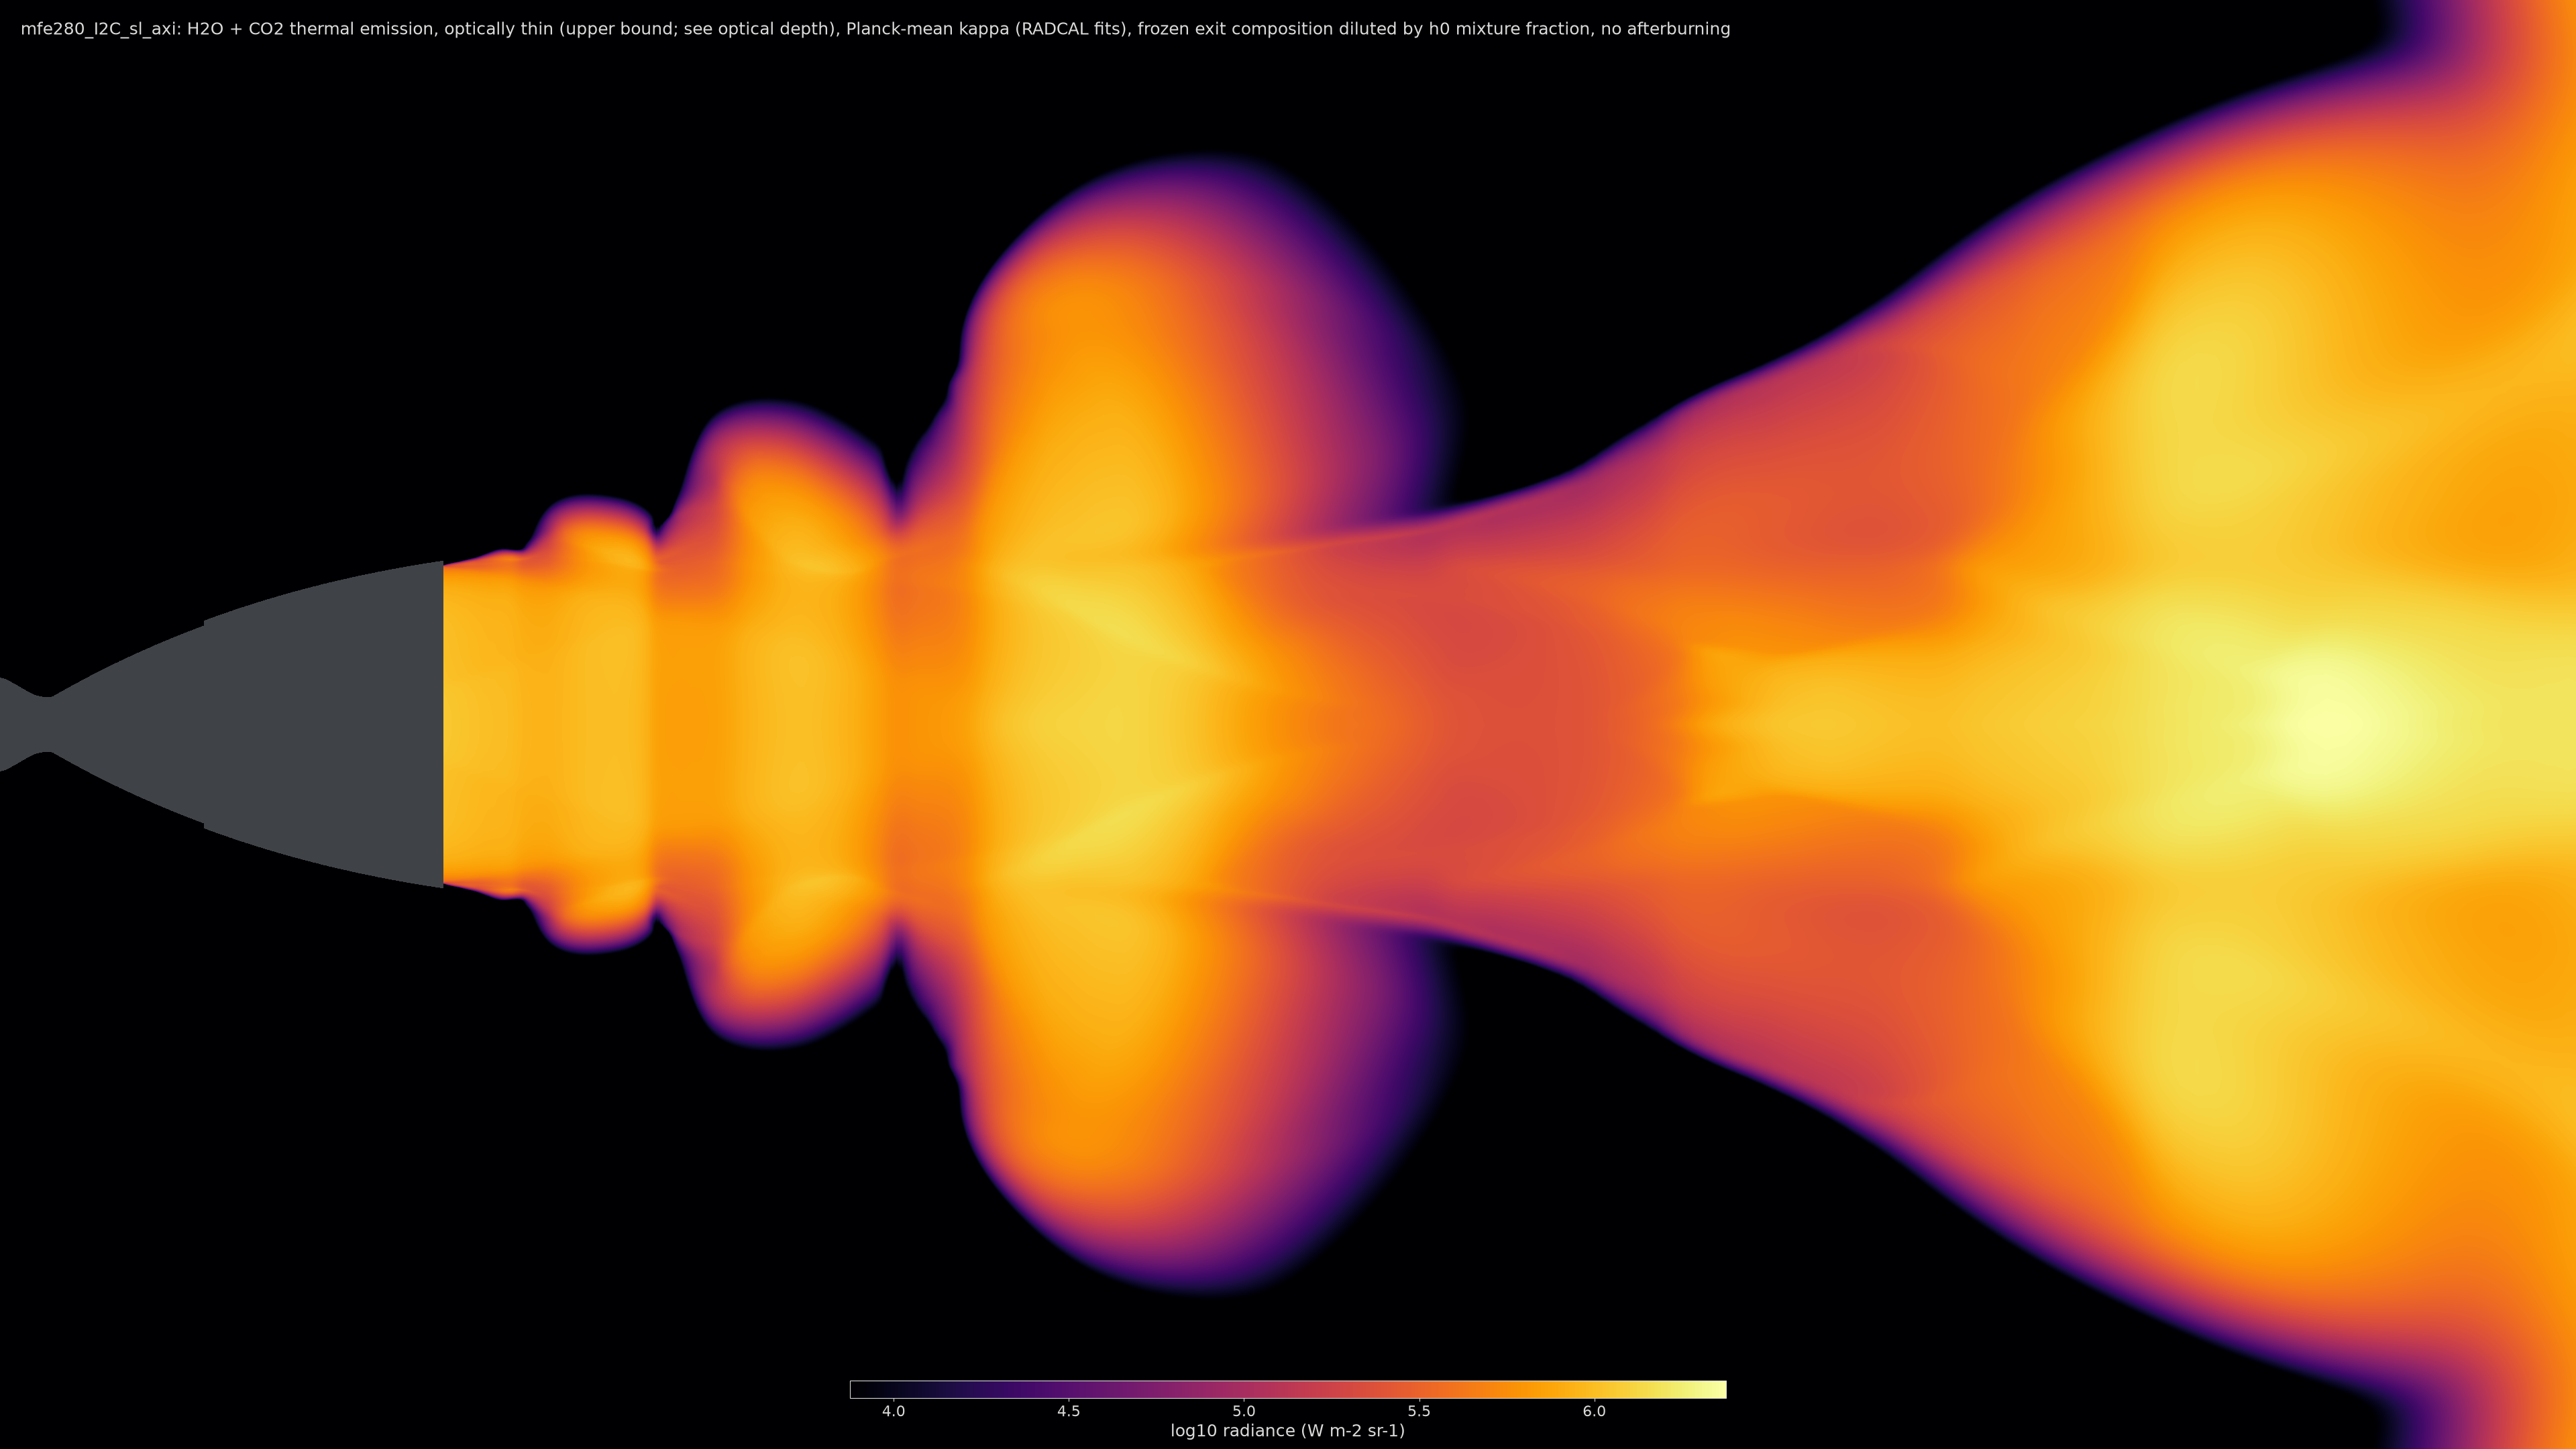 mfe280_I2C_sl_axi: H2O + CO2 thermal emission, optically thin (upper bound; see optical depth), Planck-mean kappa (RADCAL fits), frozen exit composition diluted by h0 mixture fraction, no afterburning
4.0 4.5 5.0 5.5 6.0
log10 radiance (W m-2 sr-1)